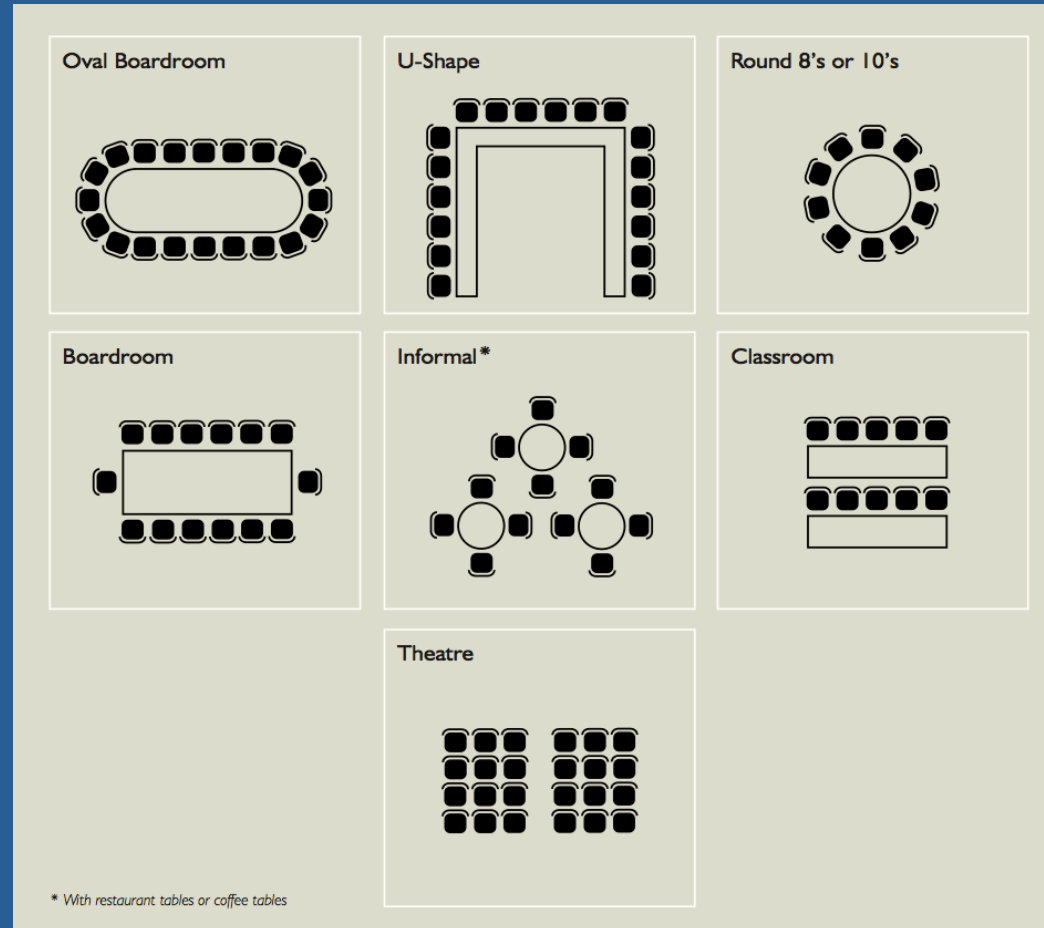 Oval Boardroom
U-Shape
Round 8’s or 10’s
Boardroom
Informal*
Classroom
Theatre
* With restaurant tables or coffee tables